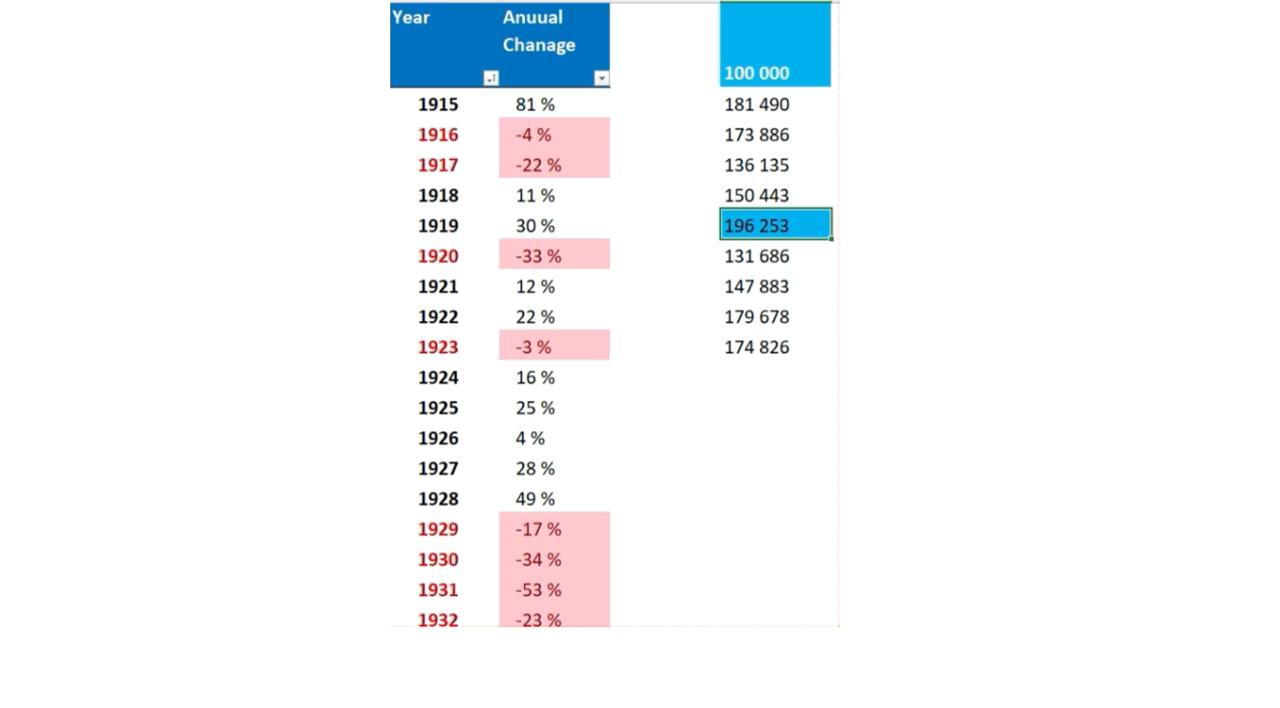 Year Anuual
Chanage
100 000
1915 81 % 181 490
1916 -4 % 173 886
1917 -22 % 136 135
1918 11 % 150 443
1919 30 % 196 253
1920 -33 % 131 686
1921 12 % 147 883
1922 22 % 179 678
1923 -3 % 174 826
1924 16 %
1925 25 %
1926 4 %
1927 28 %
1928 49 %
1929 -17 %
1930 -34 %
1931 -53 %
1932 -23 %